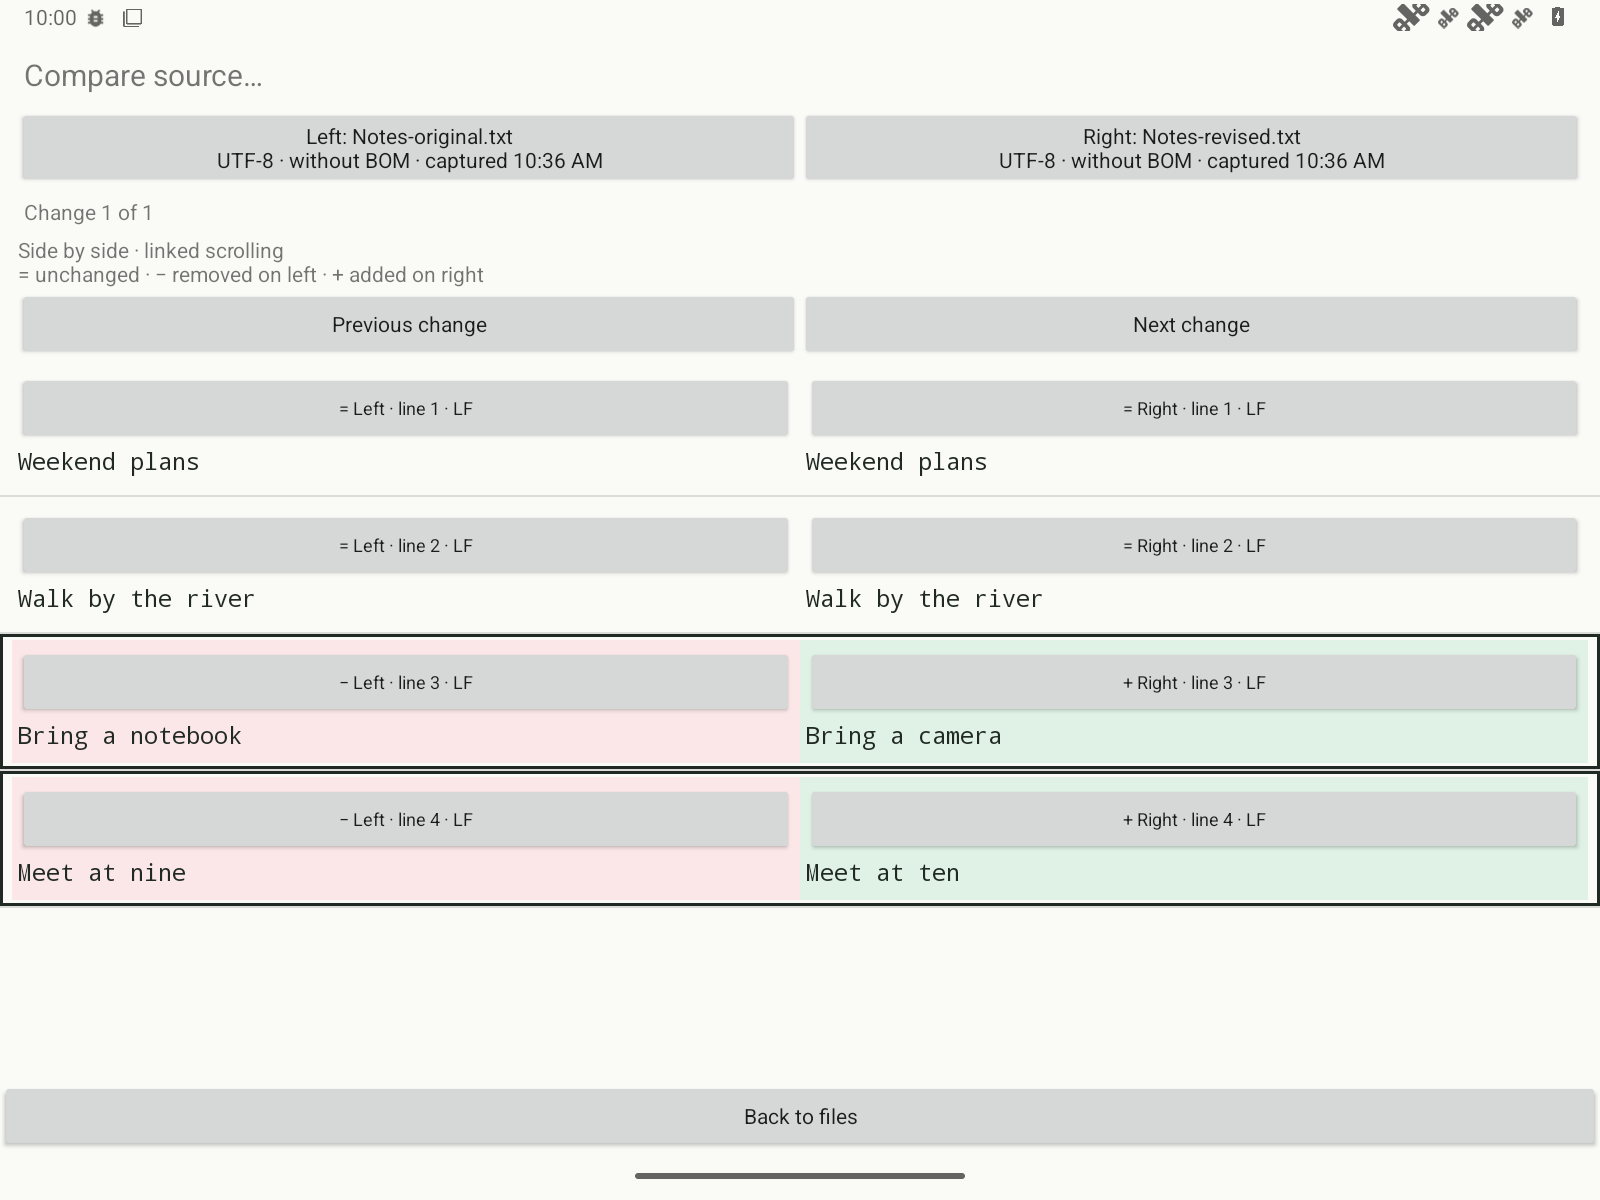 10:00
Compare source…
Left: Notes-original.txt
UTF-8 · without BOM · captured 10:36 AM
Right: Notes-revised.txt
UTF-8 · without BOM · captured 10:36 AM
Change 1 of 1
Side by side · linked scrolling
= unchanged · − removed on left · + added on right
Previous change
Next change
= Left · line 1 · LF
= Right · line 1 · LF
Weekend plans
Weekend plans
= Left · line 2 · LF
= Right · line 2 · LF
Walk by the river
Walk by the river
− Left · line 3 · LF
+ Right · line 3 · LF
Bring a notebook
Bring a camera
− Left · line 4 · LF
+ Right · line 4 · LF
Meet at nine
Meet at ten
Back to files